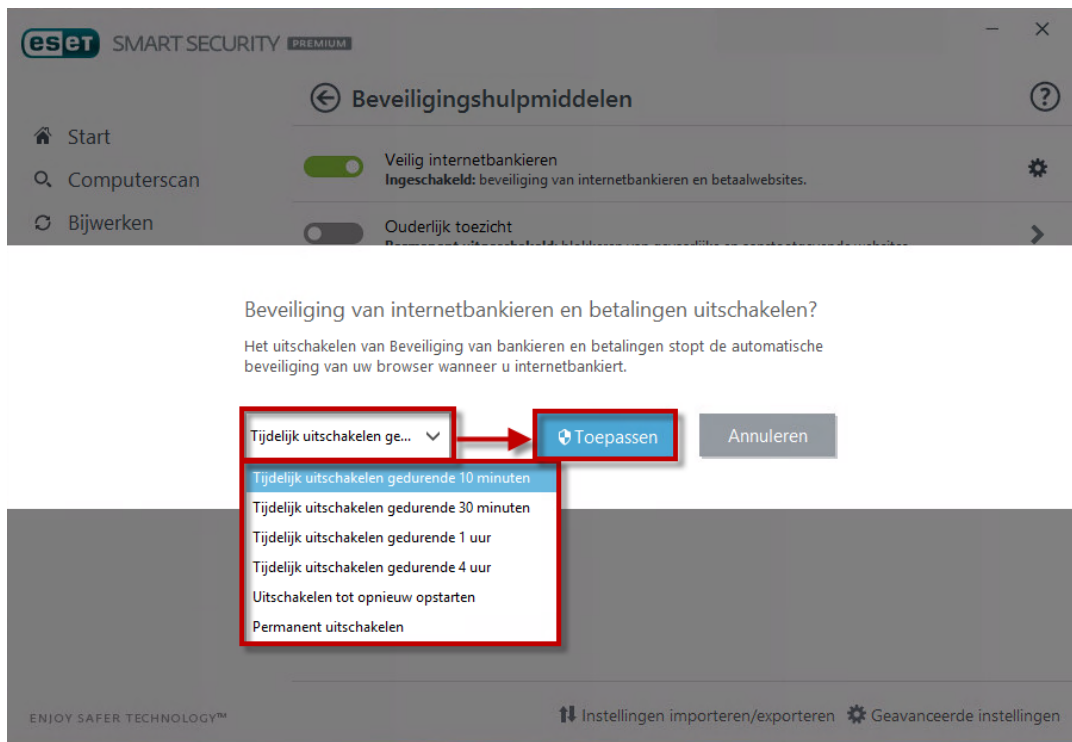 eset SMART SECURITY PREMIUM
Beveiligingshulpmiddelen
Start
Computerscan
Bijwerken
Veilig internetbankieren
Ingeschakeld: beveiliging van internetbankieren en betaalwebsites.
Ouderlijk toezicht
Permanent uitgeschakeld: blokkeren van
Beveiliging van internetbankieren en betalingen uitschakelen?
Het uitschakelen van Beveiliging van bankieren en betalingen stopt de automatische
beveiliging van uw browser wanneer u internetbankiert.
Tijdelijk uitschakelen ge...
Toepassen
Annuleren
Tijdelijk uitschakelen gedurende 10 minuten
Tijdelijk uitschakelen gedurende 30 minuten
Tijdelijk uitschakelen gedurende 1 uur
Tijdelijk uitschakelen gedurende 4 uur
Uitschakelen tot opnieuw opstarten
Permanent uitschakelen
ENJOY SAFER TECHNOLOGY™
Instellingen importeren/exporteren
Geavanceerde instellingen